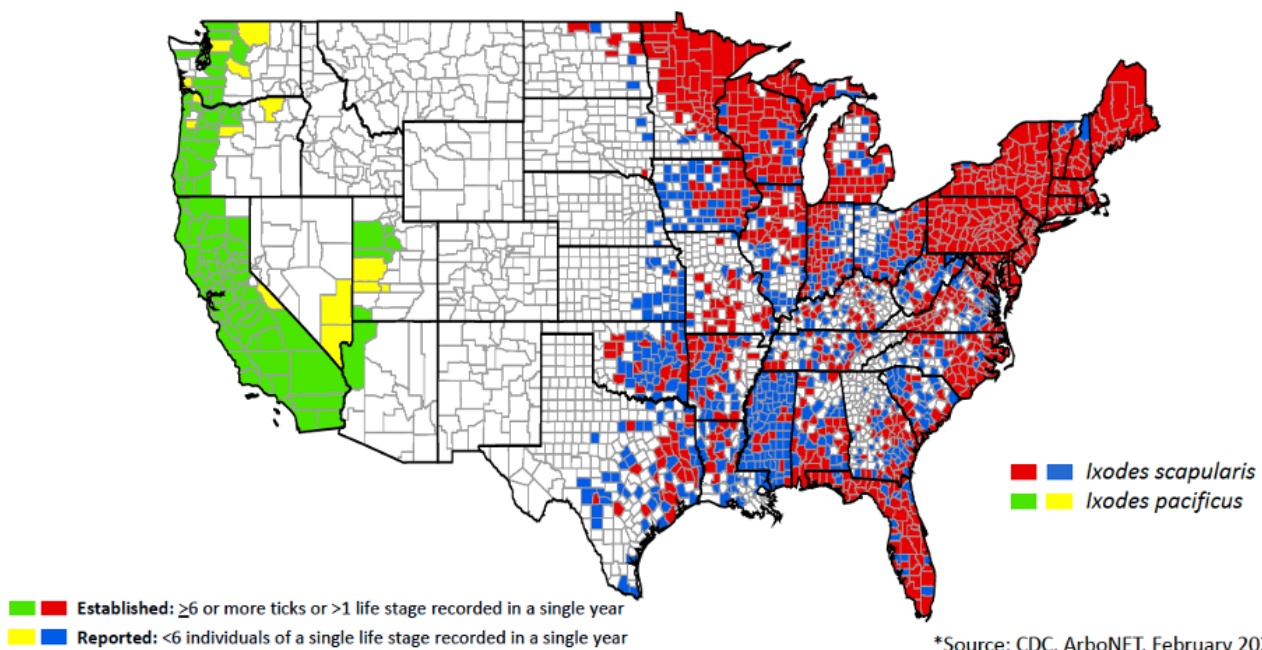 Ixodes scapularis
Ixodes pacificus
Established: ≥6 or more ticks or >1 life stage recorded in a single year
Reported: <6 individuals of a single life stage recorded in a single year
*Source: CDC, ArboNET, February